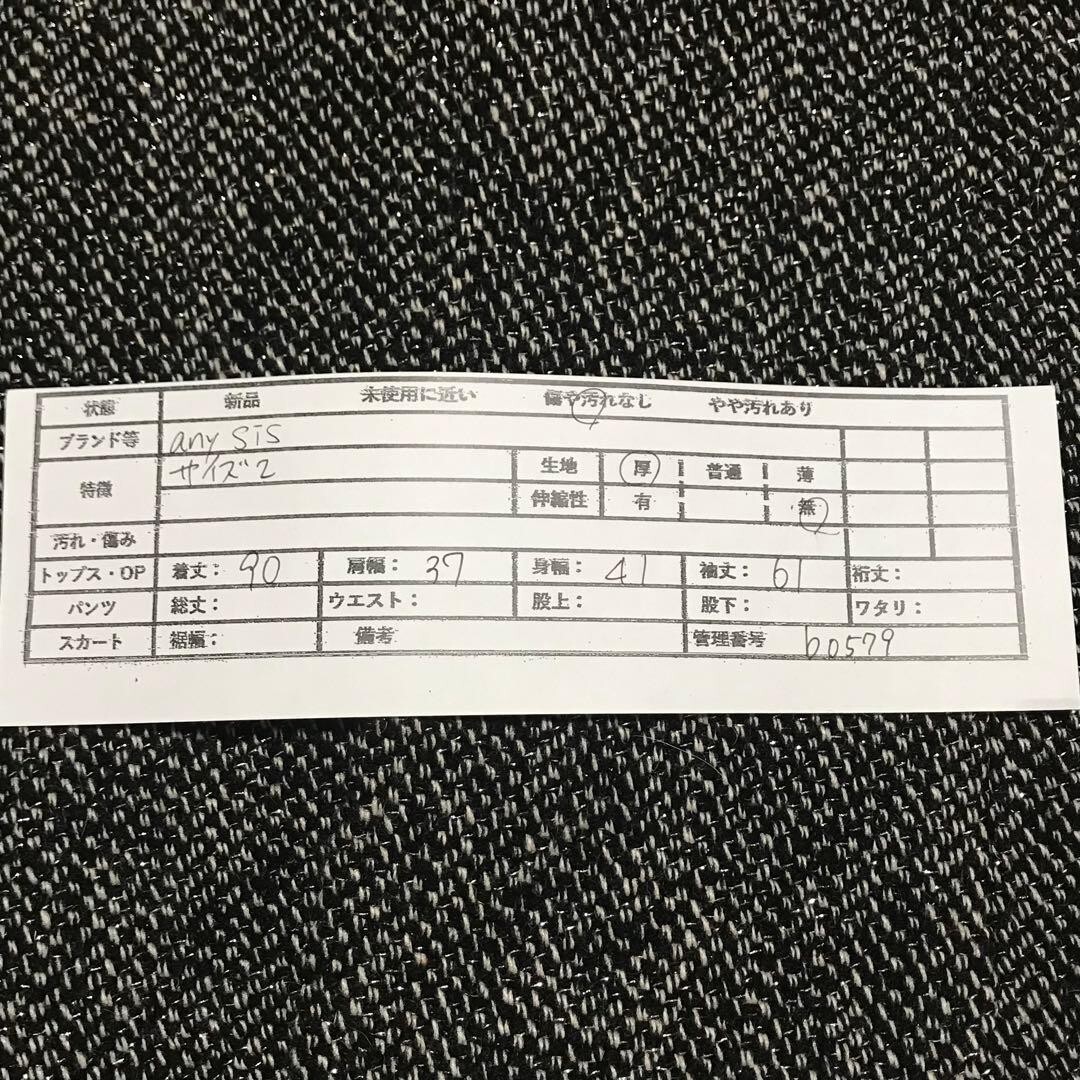 状態 新品 未使用に近い 傷や汚れなし やや汚れあり
ブランド等 any SiS
特徴 サイズ2 生地 厚 普通 薄
伸縮性 有 無
汚れ・傷み
トップス・OP 着丈: 90 肩幅: 37 身幅: 41 袖丈: 61 裄丈:
パンツ 総丈: ウエスト: 股上: 股下: ワタリ:
スカート 裾幅: 備考 管理番号 b0579